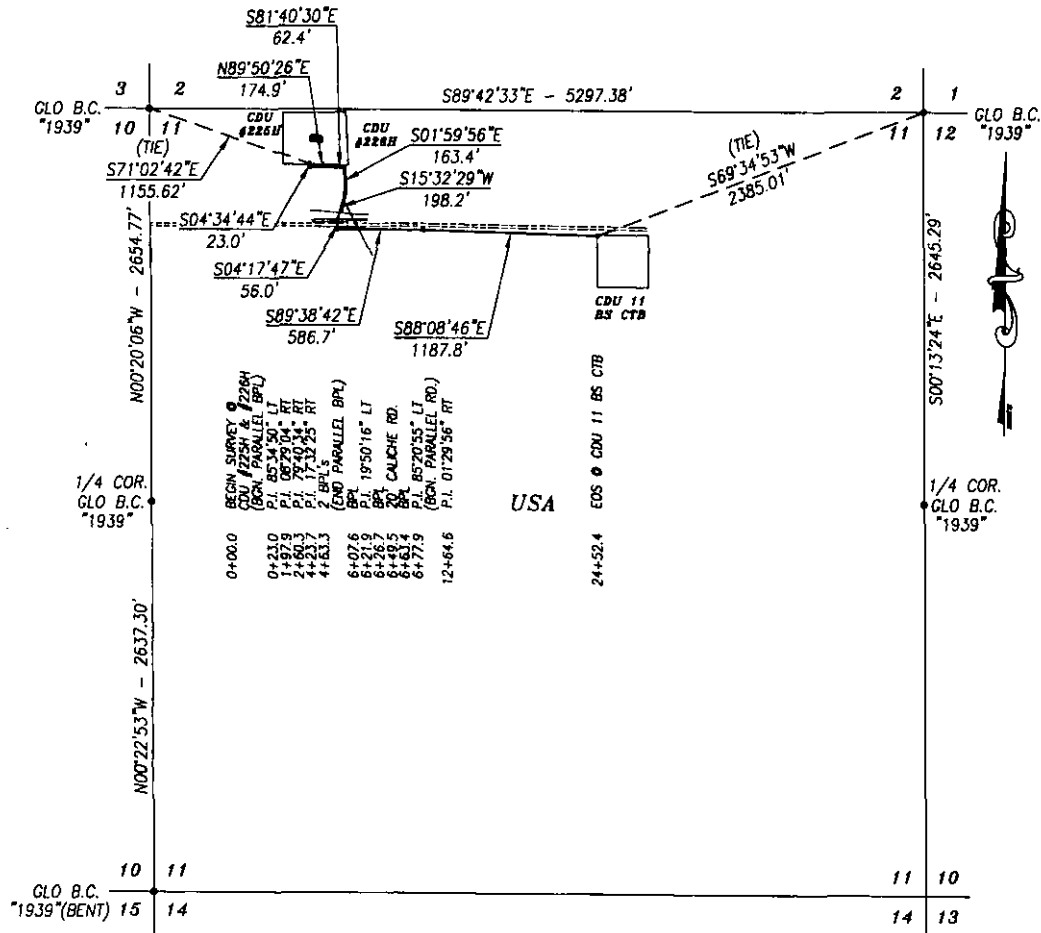 S81°40'30"E
62.4'
N89°50'26"E
174.9'
3 2
S89°42'33"E - 5297.38'
2 1
GLO B.C.
"1939"
10 11
(TIE)
CDU
#225H
CDU
#226H
S01°59'56"E
163.4'
11 12
GLO B.C.
"1939"
S71°02'42"E
1155.62'
S15°32'29"W
198.2'
(TIE)
S69°34'53"W
2385.01'
S04°34'44"E
23.0'
S04°17'47"E
56.0'
N00°20'06"W - 2654.77'
S89°38'42"E
586.7'
S88°08'46"E
1187.8'
CDU 11
BS CTB
S00°13'24"E - 2645.29'
0+00.0 BEGIN SURVEY @
CDU #225H & #226H
(BGN. PARALLEL BPL)
0+23.0 P.I. 85°34'50" LT
1+97.9 P.I. 08°29'04" RT
2+60.3 P.I. 79°40'34" RT
4+23.7 P.I. 17°32'25" RT
4+63.3 2 BPL's
(END PARALLEL BPL)
6+07.6 BPL
6+21.9 P.I. 19°50'16" LT
6+26.7 BPL
6+49.5 20' CALICHE RD.
6+63.4 BPL
6+77.9 P.I. 85°20'55" LT
(BGN. PARALLEL RD.)
12+64.6 P.I. 01°29'56" RT
24+52.4 EOS @ CDU 11 BS CTB
1/4 COR.
GLO B.C.
"1939"
USA
1/4 COR.
GLO B.C.
"1939"
N00°22'53"W - 2637.30'
10 11
GLO B.C.
"1939"(BENT) 15 14
11 10
14 13